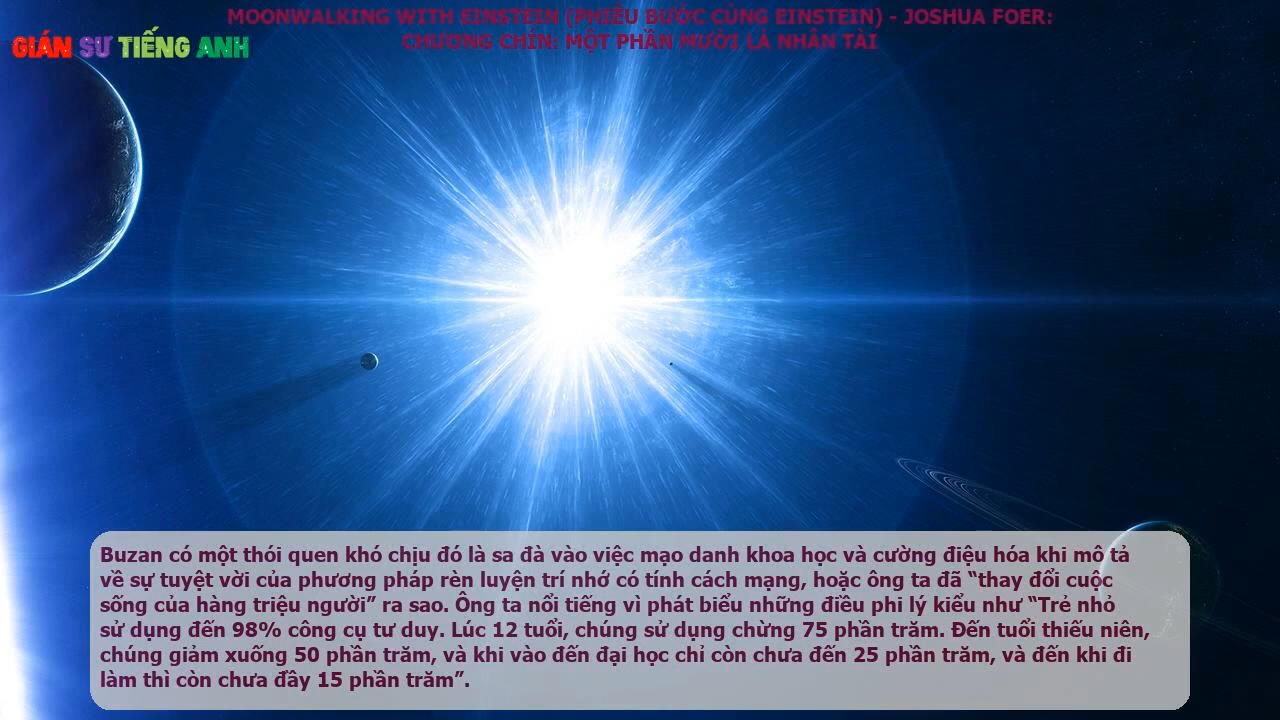 MOONWALKING WITH EINSTEIN (PHIÊU BƯỚC CÙNG EINSTEIN) - JOSHUA FOER:
CHƯƠNG CHÍN: MỘT PHẦN MƯỜI LÀ NHÂN TÀI
GIÁN SƯ TIẾNG ANH
Buzan có một thói quen khó chịu đó là sa đà vào việc mạo danh khoa học và cường điệu hóa khi mô tả
về sự tuyệt vời của phương pháp rèn luyện trí nhớ có tính cách mạng, hoặc ông ta đã “thay đổi cuộc
sống của hàng triệu người” ra sao. Ông ta nổi tiếng vì phát biểu những điều phi lý kiểu như “Trẻ nhỏ
sử dụng đến 98% công cụ tư duy. Lúc 12 tuổi, chúng sử dụng chừng 75 phần trăm. Đến tuổi thiếu niên,
chúng giảm xuống 50 phần trăm, và khi vào đến đại học chỉ còn chưa đến 25 phần trăm, và đến khi đi
làm thì còn chưa đầy 15 phần trăm”.